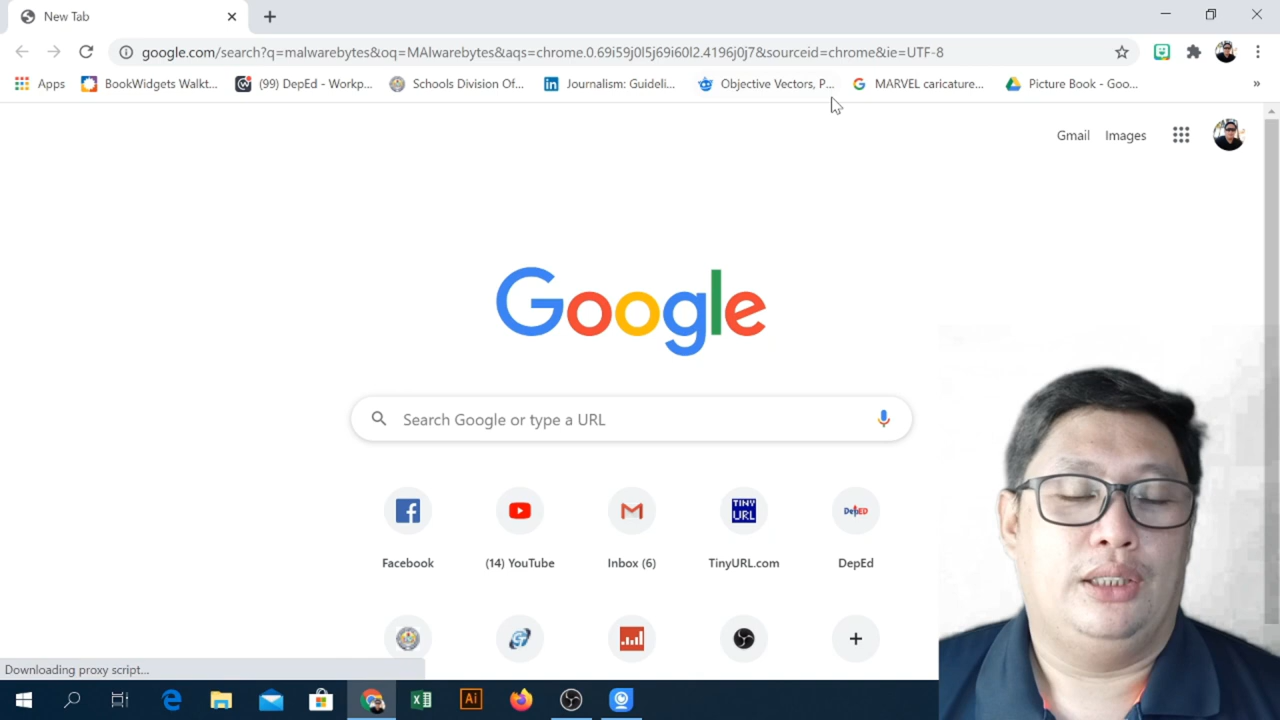 New Tab
google.com/search?q=malwarebytes&oq=MAlwarebytes&aqs=chrome.0.69i59j0l5j69i60l2.4196j0j7&sourceid=chrome&ie=UTF-8
Apps BookWidgets Walkt... (99) DepEd - Workp... Schools Division Of... Journalism: Guideli... Objective Vectors, P... MARVEL caricature... Picture Book - Goo... »
Gmail Images
Google
Search Google or type a URL
TINY URL DepED
Facebook (14) YouTube Inbox (6) TinyURL.com DepEd
Downloading proxy script...